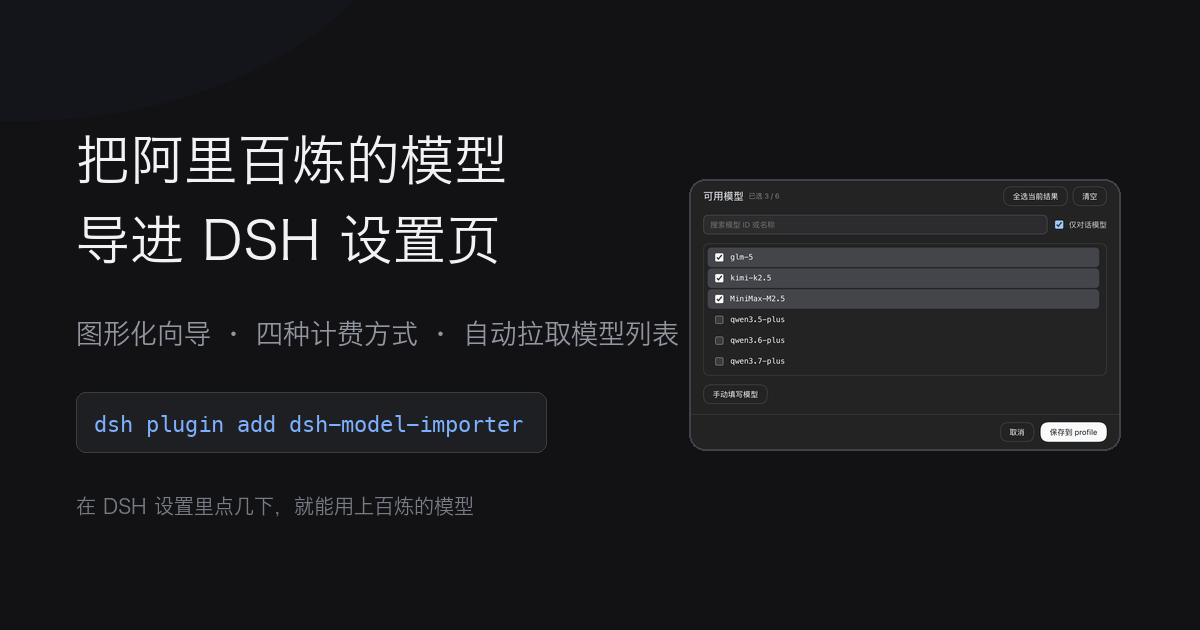 把阿里百炼的模型
导进 DSH 设置页
图形化向导 · 四种计费方式 · 自动拉取模型列表
dsh plugin add dsh-model-importer
在 DSH 设置里点几下，就能用上百炼的模型
可用模型 已选 3 / 6 全选当前结果 清空
搜索模型 ID 或名称 仅对话模型
glm-5
kimi-k2.5
MiniMax-M2.5
qwen3.5-plus
qwen3.6-plus
qwen3.7-plus
手动填写模型
取消 保存到 profile